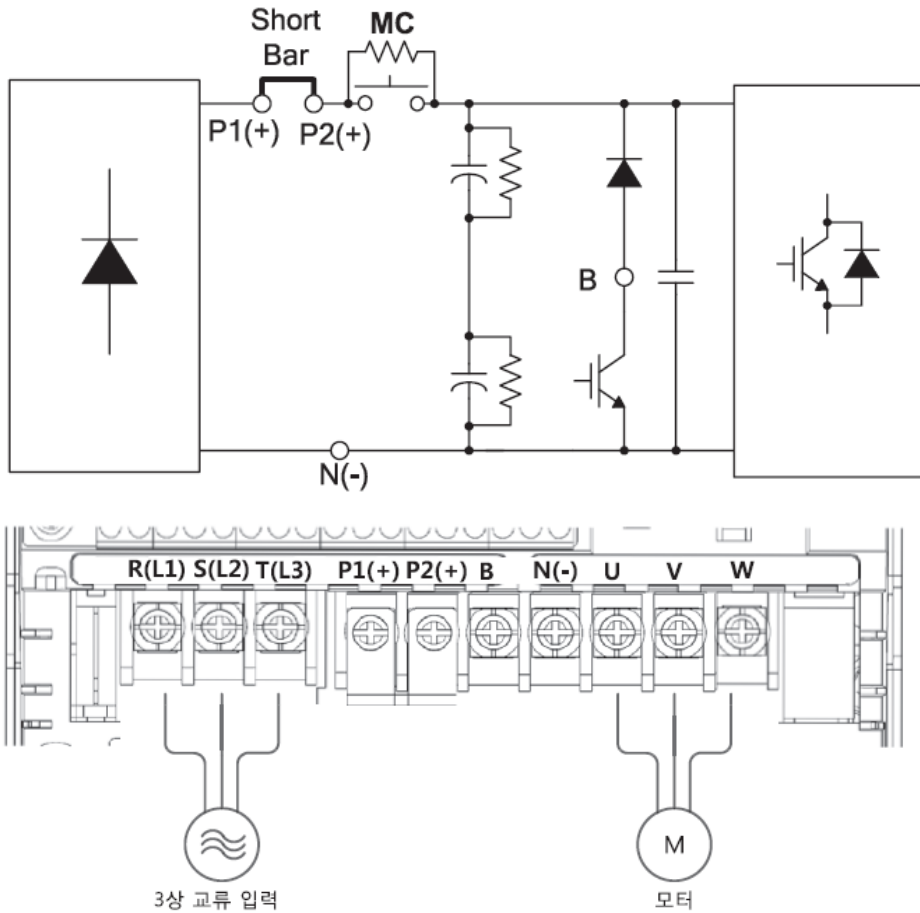 Short
Bar
MC
P1(+) P2(+)
B
N(-)
R(L1) S(L2) T(L3) P1(+) P2(+) B N(-) U V W
M
3상 교류 입력
모터